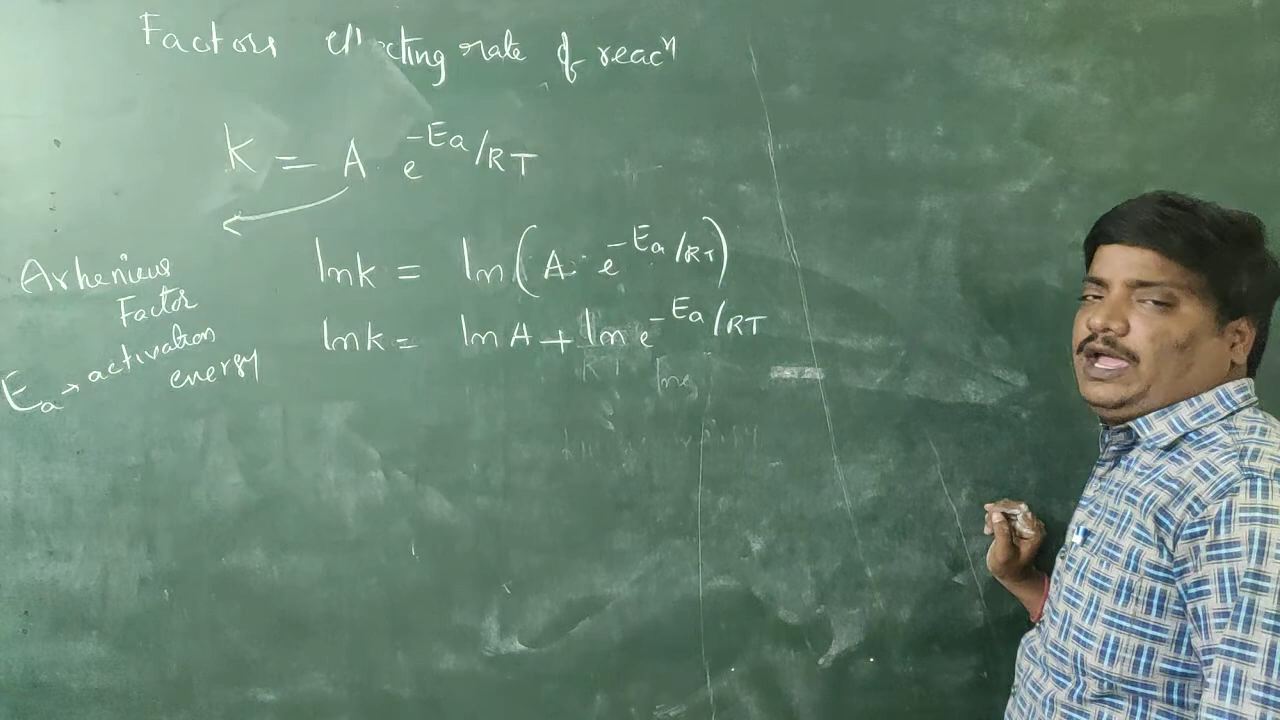 Factors effecting rate of reacⁿ
K = A e^-Ea/RT
lnk = ln(A e^-Ea/RT)
lnk = lnA + ln e^-Ea/RT
Arhenieus
Factor
Ea → activation
energy